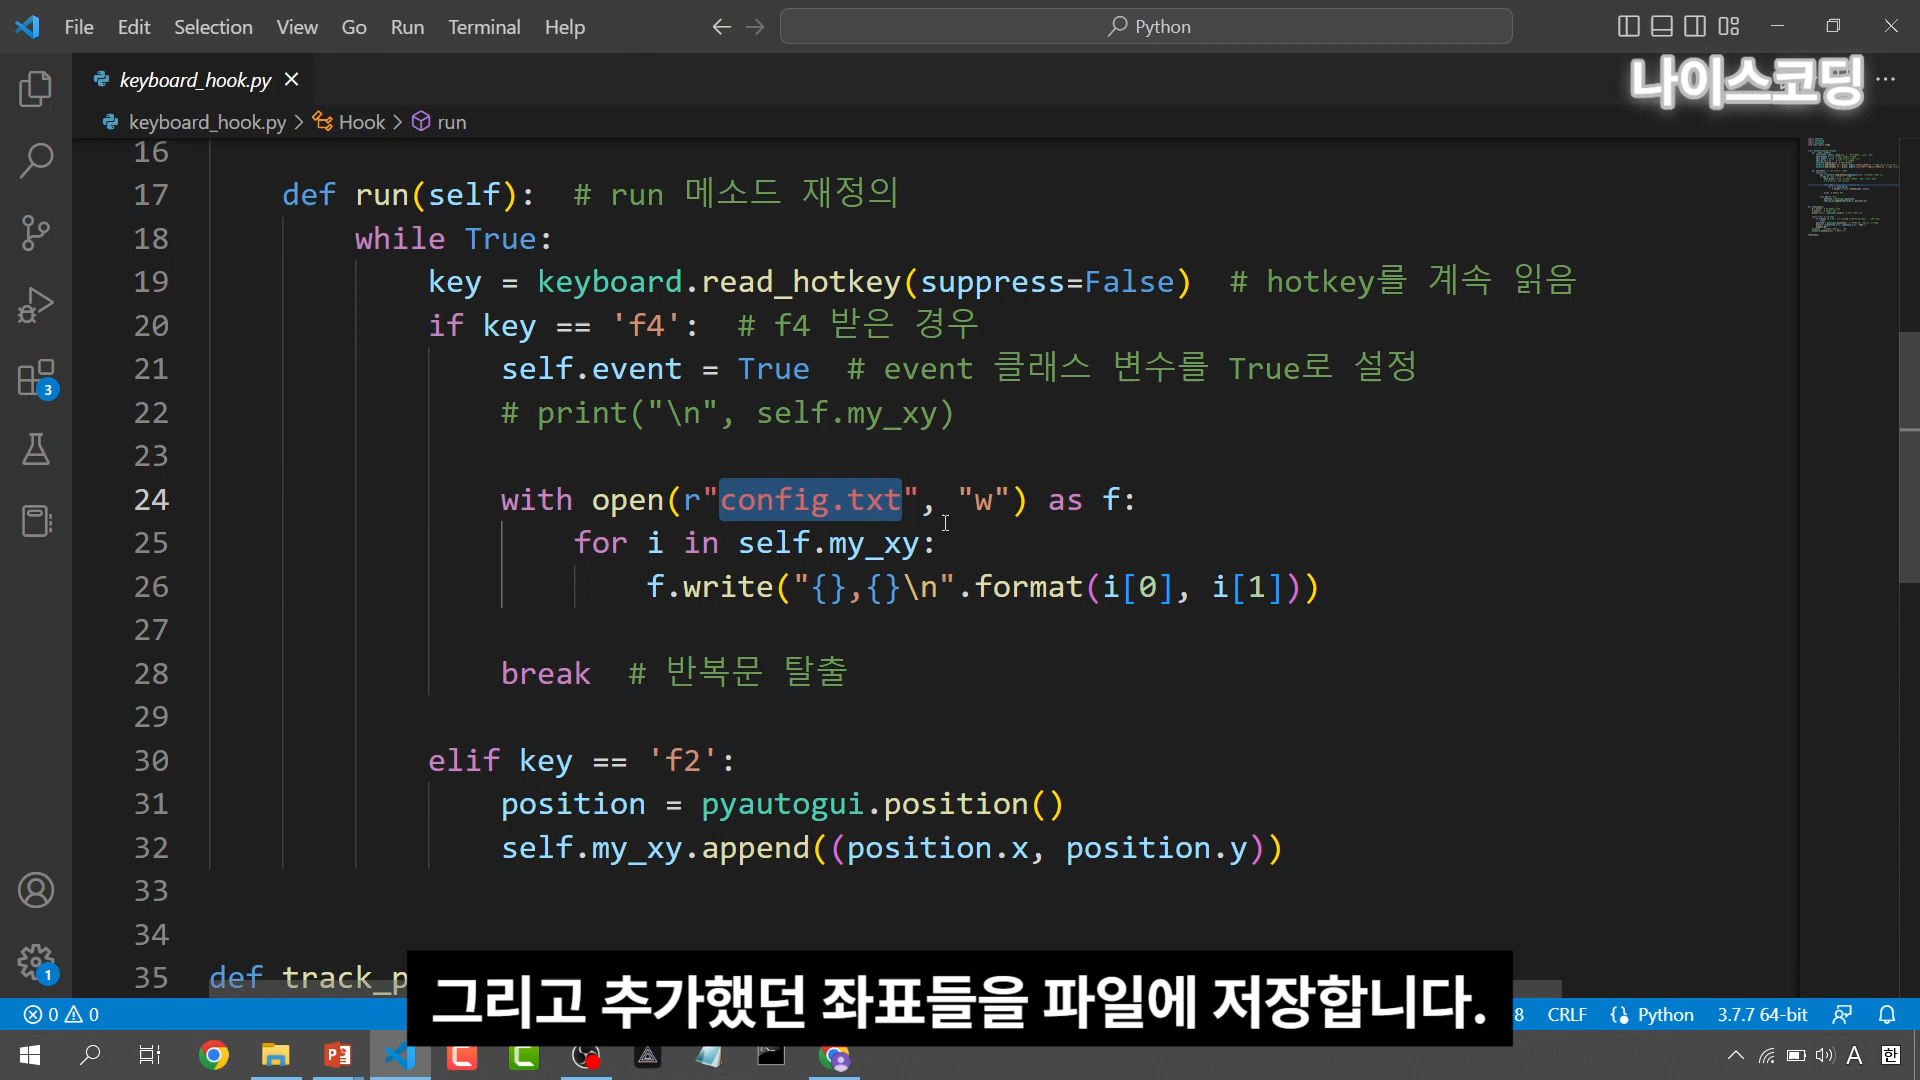 File Edit Selection View Go Run Terminal Help
Python
keyboard_hook.py
나이스코딩
keyboard_hook.py > Hook > run
16
17 def run(self):  # run 메소드 재정의
18 while True:
19 key = keyboard.read_hotkey(suppress=False)  # hotkey를 계속 읽음
20 if key == 'f4':  # f4 받은 경우
21 self.event = True  # event 클래스 변수를 True로 설정
22 # print("\n", self.my_xy)
23
24 with open(r"config.txt", "w") as f:
25 for i in self.my_xy:
26 f.write("{},{}\n".format(i[0], i[1]))
27
28 break  # 반복문 탈출
29
30 elif key == 'f2':
31 position = pyautogui.position()
32 self.my_xy.append((position.x, position.y))
33
34
35 def track_p
3
1
그리고 추가했던 좌표들을 파일에 저장합니다.
0 0 8 CRLF Python 3.7.7 64-bit
A 한